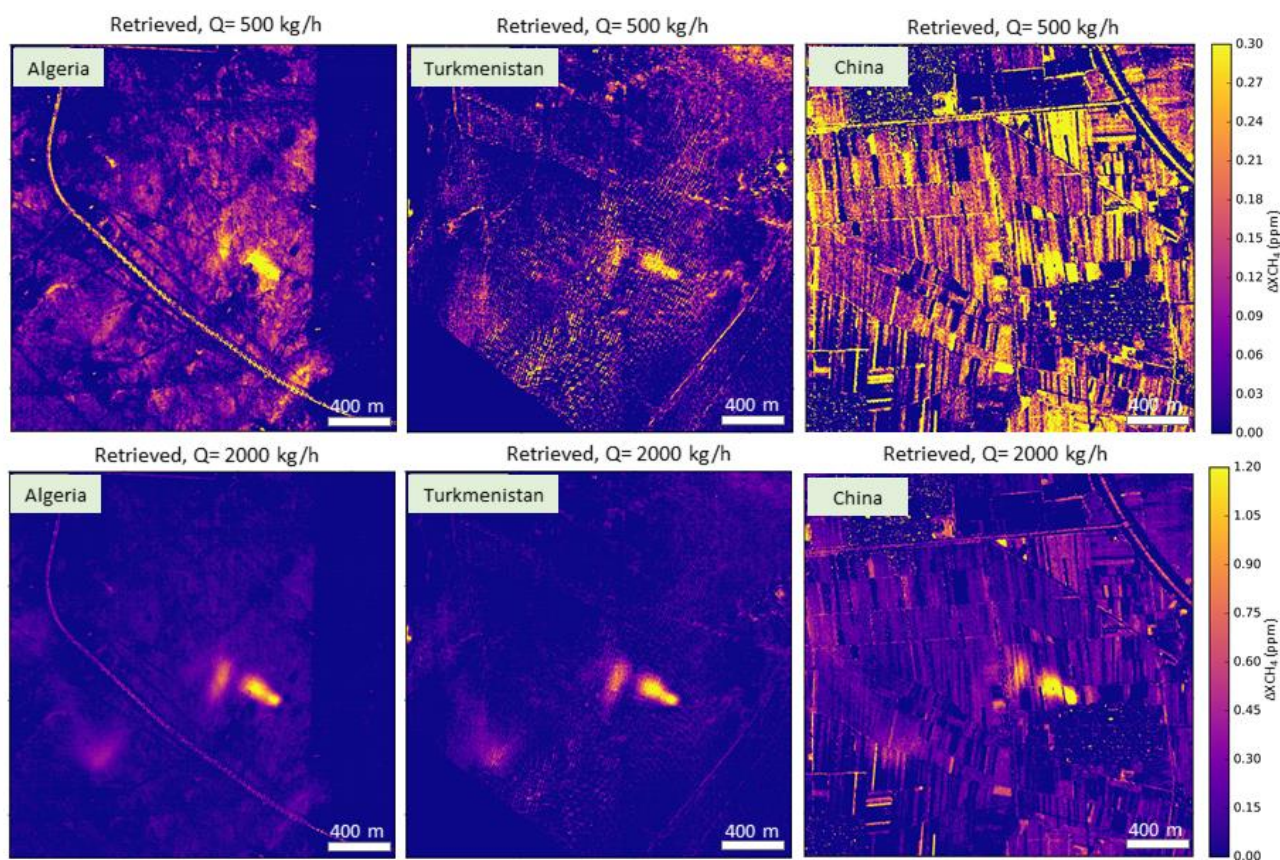 Retrieved, Q= 500 kg/h
Retrieved, Q= 500 kg/h
Retrieved, Q= 500 kg/h
Algeria
Turkmenistan
China
400 m
400 m
400 m
0.30
0.27
0.24
0.21
0.18
0.15
0.12
0.09
0.06
0.03
0.00
ΔXCH₄ (ppm)
Retrieved, Q= 2000 kg/h
Retrieved, Q= 2000 kg/h
Retrieved, Q= 2000 kg/h
Algeria
Turkmenistan
China
400 m
400 m
400 m
1.20
1.05
0.90
0.75
0.60
0.45
0.30
0.15
0.00
ΔXCH₄ (ppm)